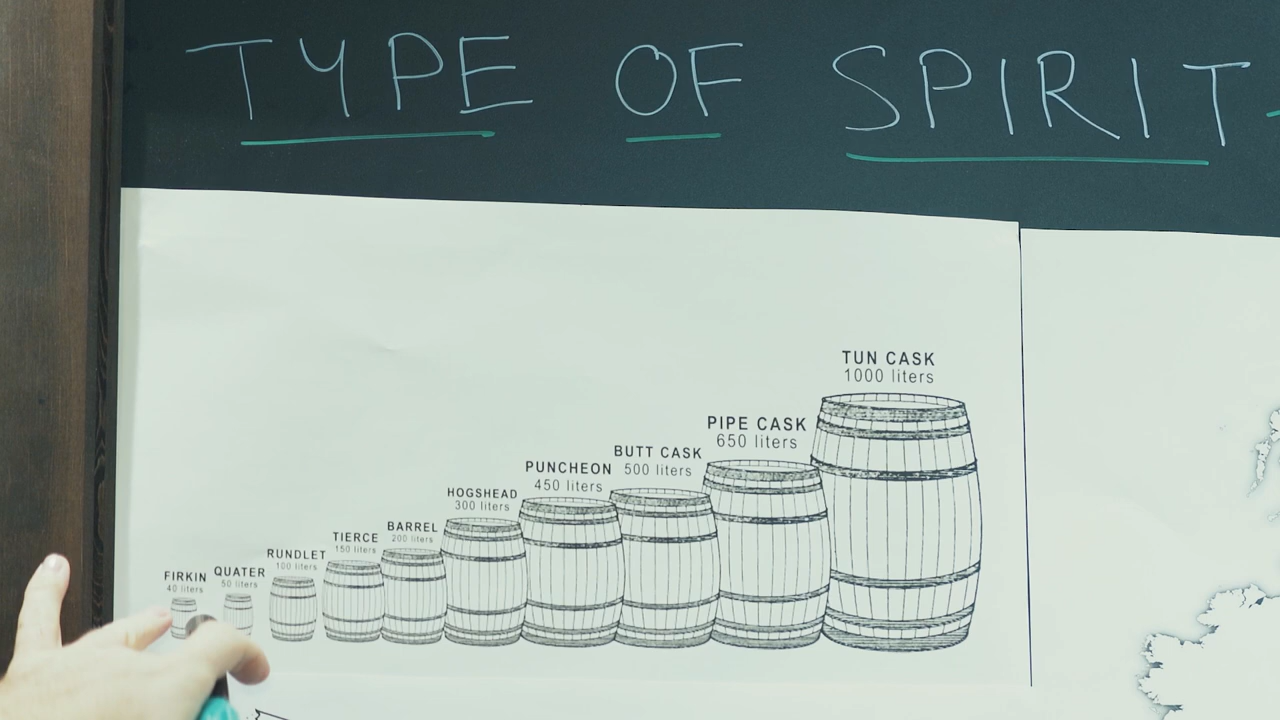 TYPE OF SPIRIT
TUN CASK
1000 liters
PIPE CASK
650 liters
BUTT CASK
500 liters
PUNCHEON
450 liters
HOGSHEAD
300 liters
BARREL
200 liters
TIERCE
150 liters
RUNDLET
100 liters
QUATER
50 liters
FIRKIN
40 liters